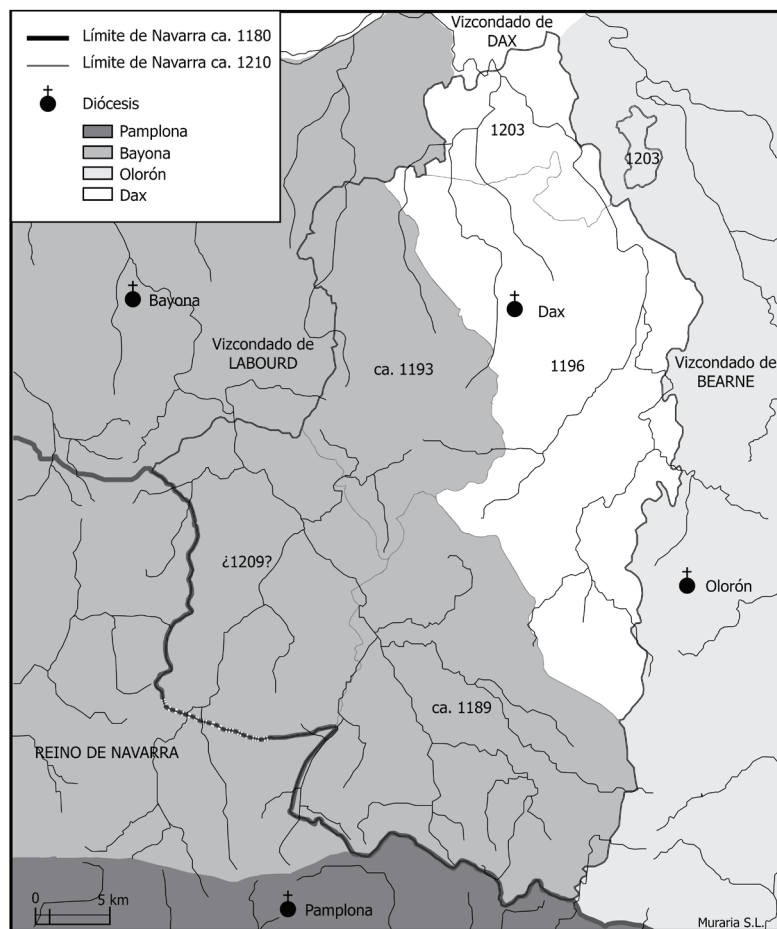 Límite de Navarra ca. 1180
Límite de Navarra ca. 1210
Diócesis
Pamplona
Bayona
Olorón
Dax
Vizcondado de
DAX
1203
1203
Bayona
Dax
Vizcondado de
LABOURD
ca. 1193
1196
Vizcondado de
BEARNE
¿1209?
Olorón
ca. 1189
REINO DE NAVARRA
0 5 km
Pamplona
Muraria S.L.